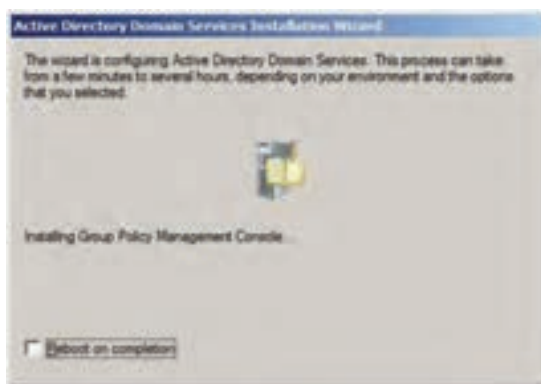 Active Directory Domain Services Installation Wizard
The wizard is configuring Active Directory Domain Services. This process can take
from a few minutes to several hours, depending on your environment and the options
that you selected.
Installing Group Policy Management Console...
Reboot on completion